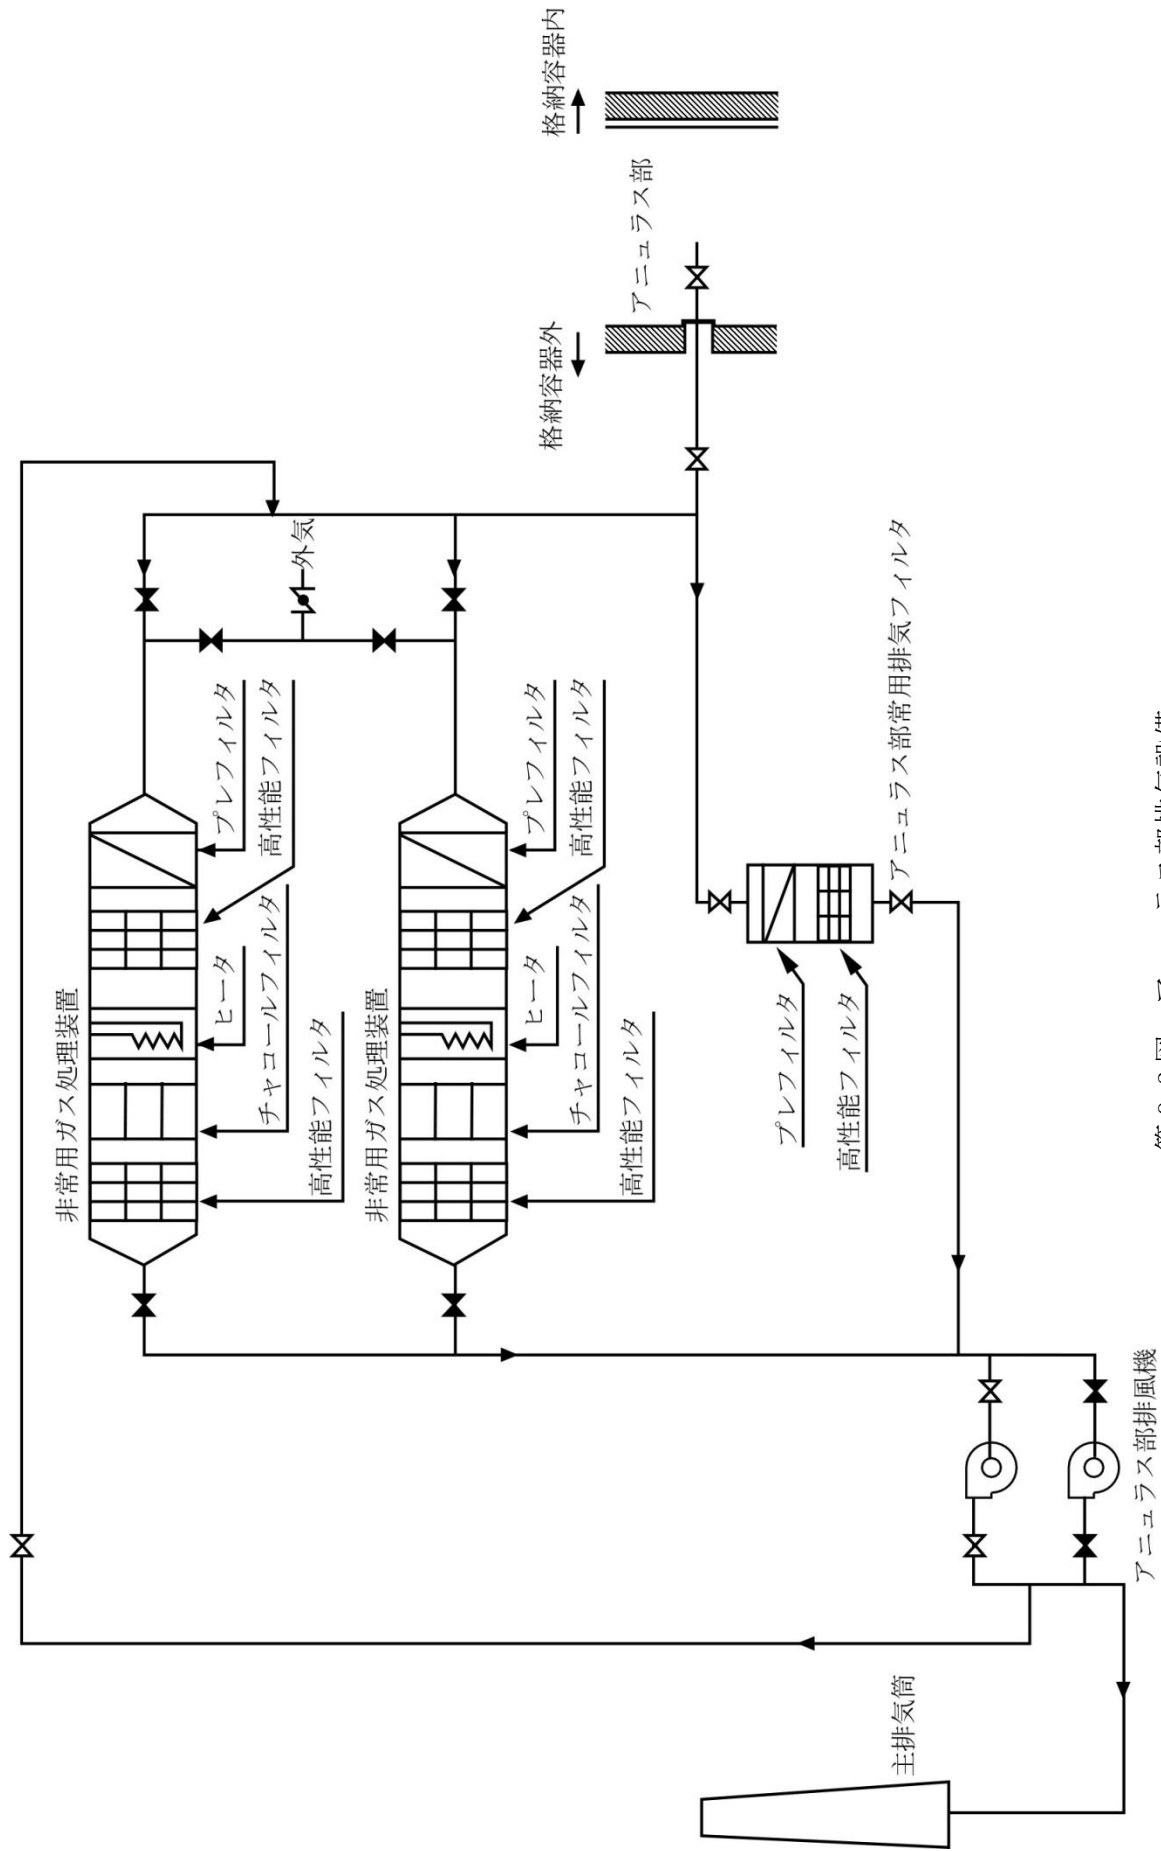 格納容器内
アニュラス部
格納容器外
外気
プレフィルタ
高性能フィルタ
ヒータ
チャコールフィルタ
高性能フィルタ
非常用ガス処理装置
プレフィルタ
高性能フィルタ
ヒータ
チャコールフィルタ
高性能フィルタ
非常用ガス処理装置
アニュラス部常用排気フィルタ
プレフィルタ
高性能フィルタ
アニュラス部排風機
主排気筒